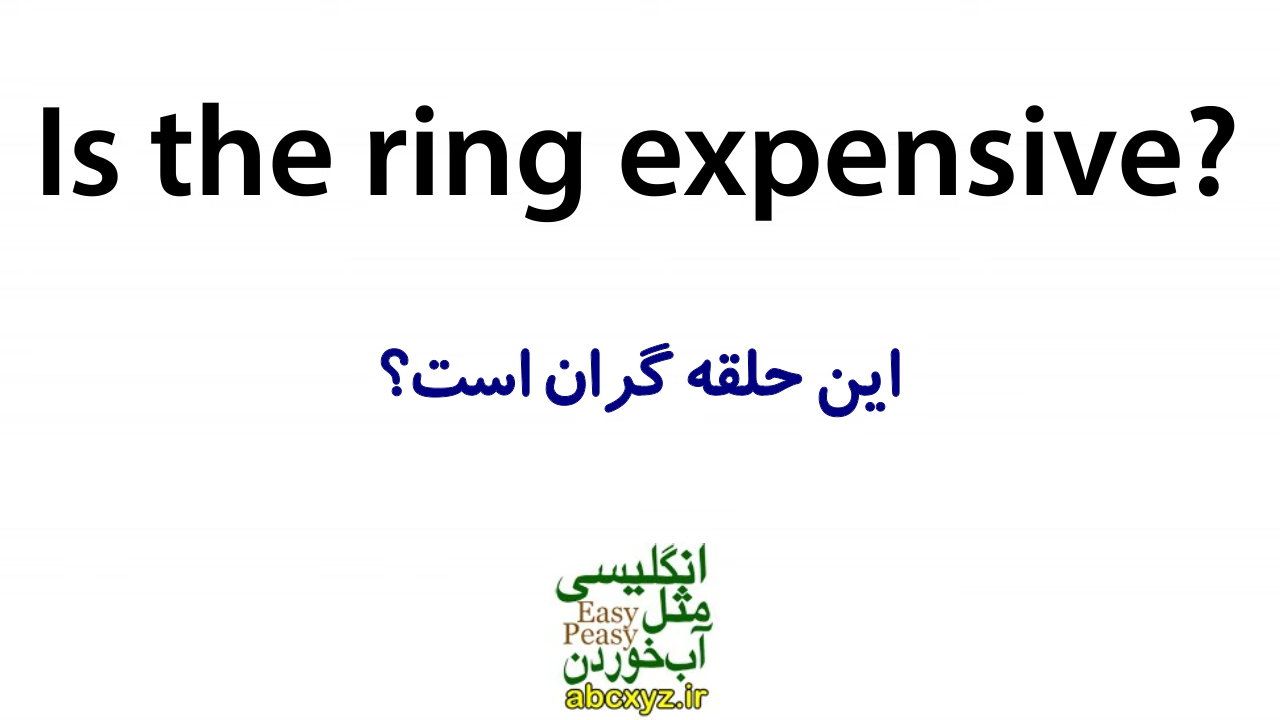 Is the ring expensive?
این حلقه گران است؟
انگلیسی
مثل
Easy
Peasy
آب‌خوردن
abcxyz.ir